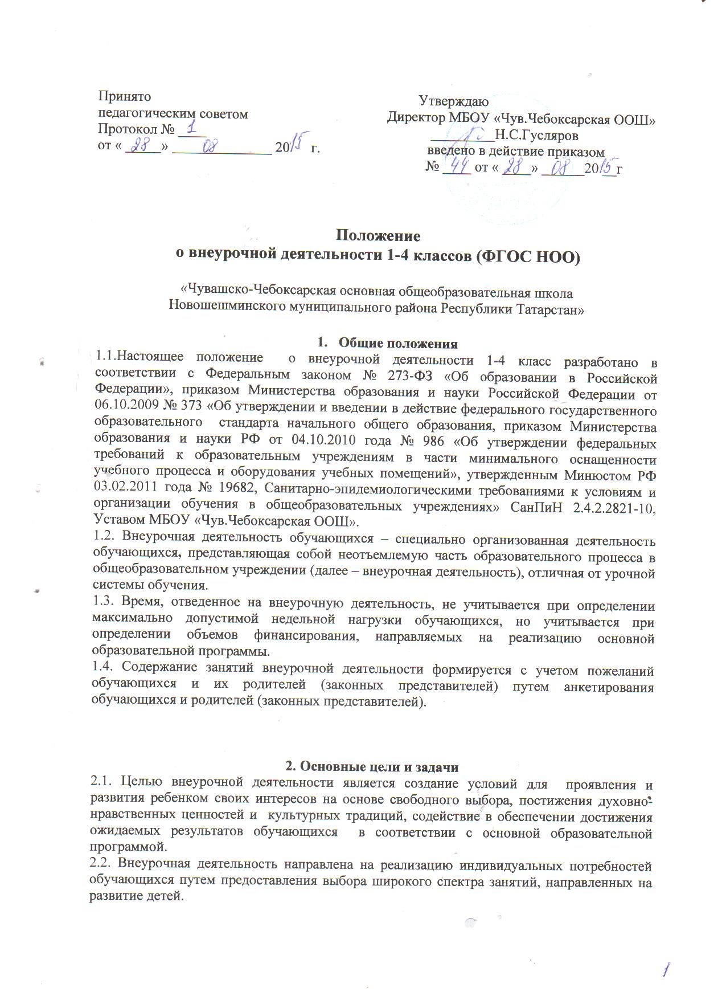 Принято
педагогическим советом
Протокол № 1
от « 28 » 08 2015 г.
Утверждаю
Директор МБОУ «Чув.Чебоксарская ООШ»
Н.С.Гусляров
введено в действие приказом
№ 44 от « 28 » 08 2015 г
Положение
о внеурочной деятельности 1-4 классов (ФГОС НОО)
«Чувашско-Чебоксарская основная общеобразовательная школа
Новошешминского муниципального района Республики Татарстан»
1. Общие положения
1.1.Настоящее положение о внеурочной деятельности 1-4 класс разработано в
соответствии с Федеральным законом № 273-ФЗ «Об образовании в Российской
Федерации», приказом Министерства образования и науки Российской Федерации от
06.10.2009 № 373 «Об утверждении и введении в действие федерального государственного
образовательного стандарта начального общего образования, приказом Министерства
образования и науки РФ от 04.10.2010 года № 986 «Об утверждении федеральных
требований к образовательным учреждениям в части минимального оснащенности
учебного процесса и оборудования учебных помещений», утвержденным Минюстом РФ
03.02.2011 года № 19682, Санитарно-эпидемиологическими требованиями к условиям и
организации обучения в общеобразовательных учреждениях» СанПиН 2.4.2.2821-10,
Уставом МБОУ «Чув.Чебоксарская ООШ».
1.2. Внеурочная деятельность обучающихся – специально организованная деятельность
обучающихся, представляющая собой неотъемлемую часть образовательного процесса в
общеобразовательном учреждении (далее – внеурочная деятельность), отличная от урочной
системы обучения.
1.3. Время, отведенное на внеурочную деятельность, не учитывается при определении
максимально допустимой недельной нагрузки обучающихся, но учитывается при
определении объемов финансирования, направляемых на реализацию основной
образовательной программы.
1.4. Содержание занятий внеурочной деятельности формируется с учетом пожеланий
обучающихся и их родителей (законных представителей) путем анкетирования
обучающихся и родителей (законных представителей).
2. Основные цели и задачи
2.1. Целью внеурочной деятельности является создание условий для проявления и
развития ребенком своих интересов на основе свободного выбора, постижения духовно-
нравственных ценностей и культурных традиций, содействие в обеспечении достижения
ожидаемых результатов обучающихся в соответствии с основной образовательной
программой.
2.2. Внеурочная деятельность направлена на реализацию индивидуальных потребностей
обучающихся путем предоставления выбора широкого спектра занятий, направленных на
развитие детей.
1